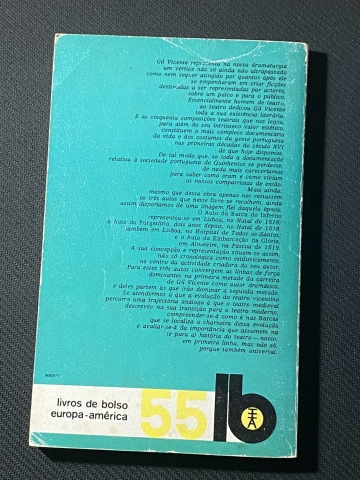 Gil Vicente representa na nossa dramaturgia
um vértice não só ainda não ultrapassado
como nem sequer atingido por quantos após ele
se empenharam em criar ficções
destinadas a ser representadas por actores,
sobre um palco e para o público.
Essencialmente homem de teatro,
ao teatro dedicou Gil Vicente
toda a sua existência literária.
E as cinquenta composições teatrais que nos legou,
para além do seu intrínseco valor estético,
constituem o mais completo documentário
da vida e dos costumes da gente portuguesa
nas primeiras décadas do século XVI
de que hoje dispomos.
De tal modo que, se toda a documentação
relativa à sociedade portuguesa de Quinhentos se perdesse,
de nada mais careceríamos
para saber como eram e como viviam
os nossos compatriotas de então.
Mais ainda:
mesmo que dessa obra apenas nos restassem
os três autos que neste livro se recolhem, ainda
assim disporíamos de uma imagem fiel daquela época.
O Auto da Barca do Inferno
representou-se em Lisboa, no Natal de 1516;
o Auto do Purgatório, dois anos depois, no Natal de 1518,
também em Lisboa, no Hospital de Todos os Santos;
e o Auto da Embarcação da Glória,
em Almeirim, na Páscoa de 1519.
A sua concepção e representação situam-se assim,
não só cronológica como estilisticamente,
no centro da actividade criadora do seu autor.
Para estes três autos convergem as linhas de força
dominantes na primeira metade da carreira
de Gil Vicente como autor dramático,
e deles partem as que irão dominar a segunda metade.
Se atendermos a que a evolução do teatro vicentino
percorre uma trajectória análoga à que o teatro medieval
descreveu na sua transição para o teatro moderno,
compreender-se-á como é nas Barcas
que se localiza a charneira dessa evolução
e avaliar-se-á da importância que assumem na
(e para a) história do teatro — nosso,
em primeira linha, mas não só,
porque também universal.
livros de bolso
europa-américa
55
lb
EA